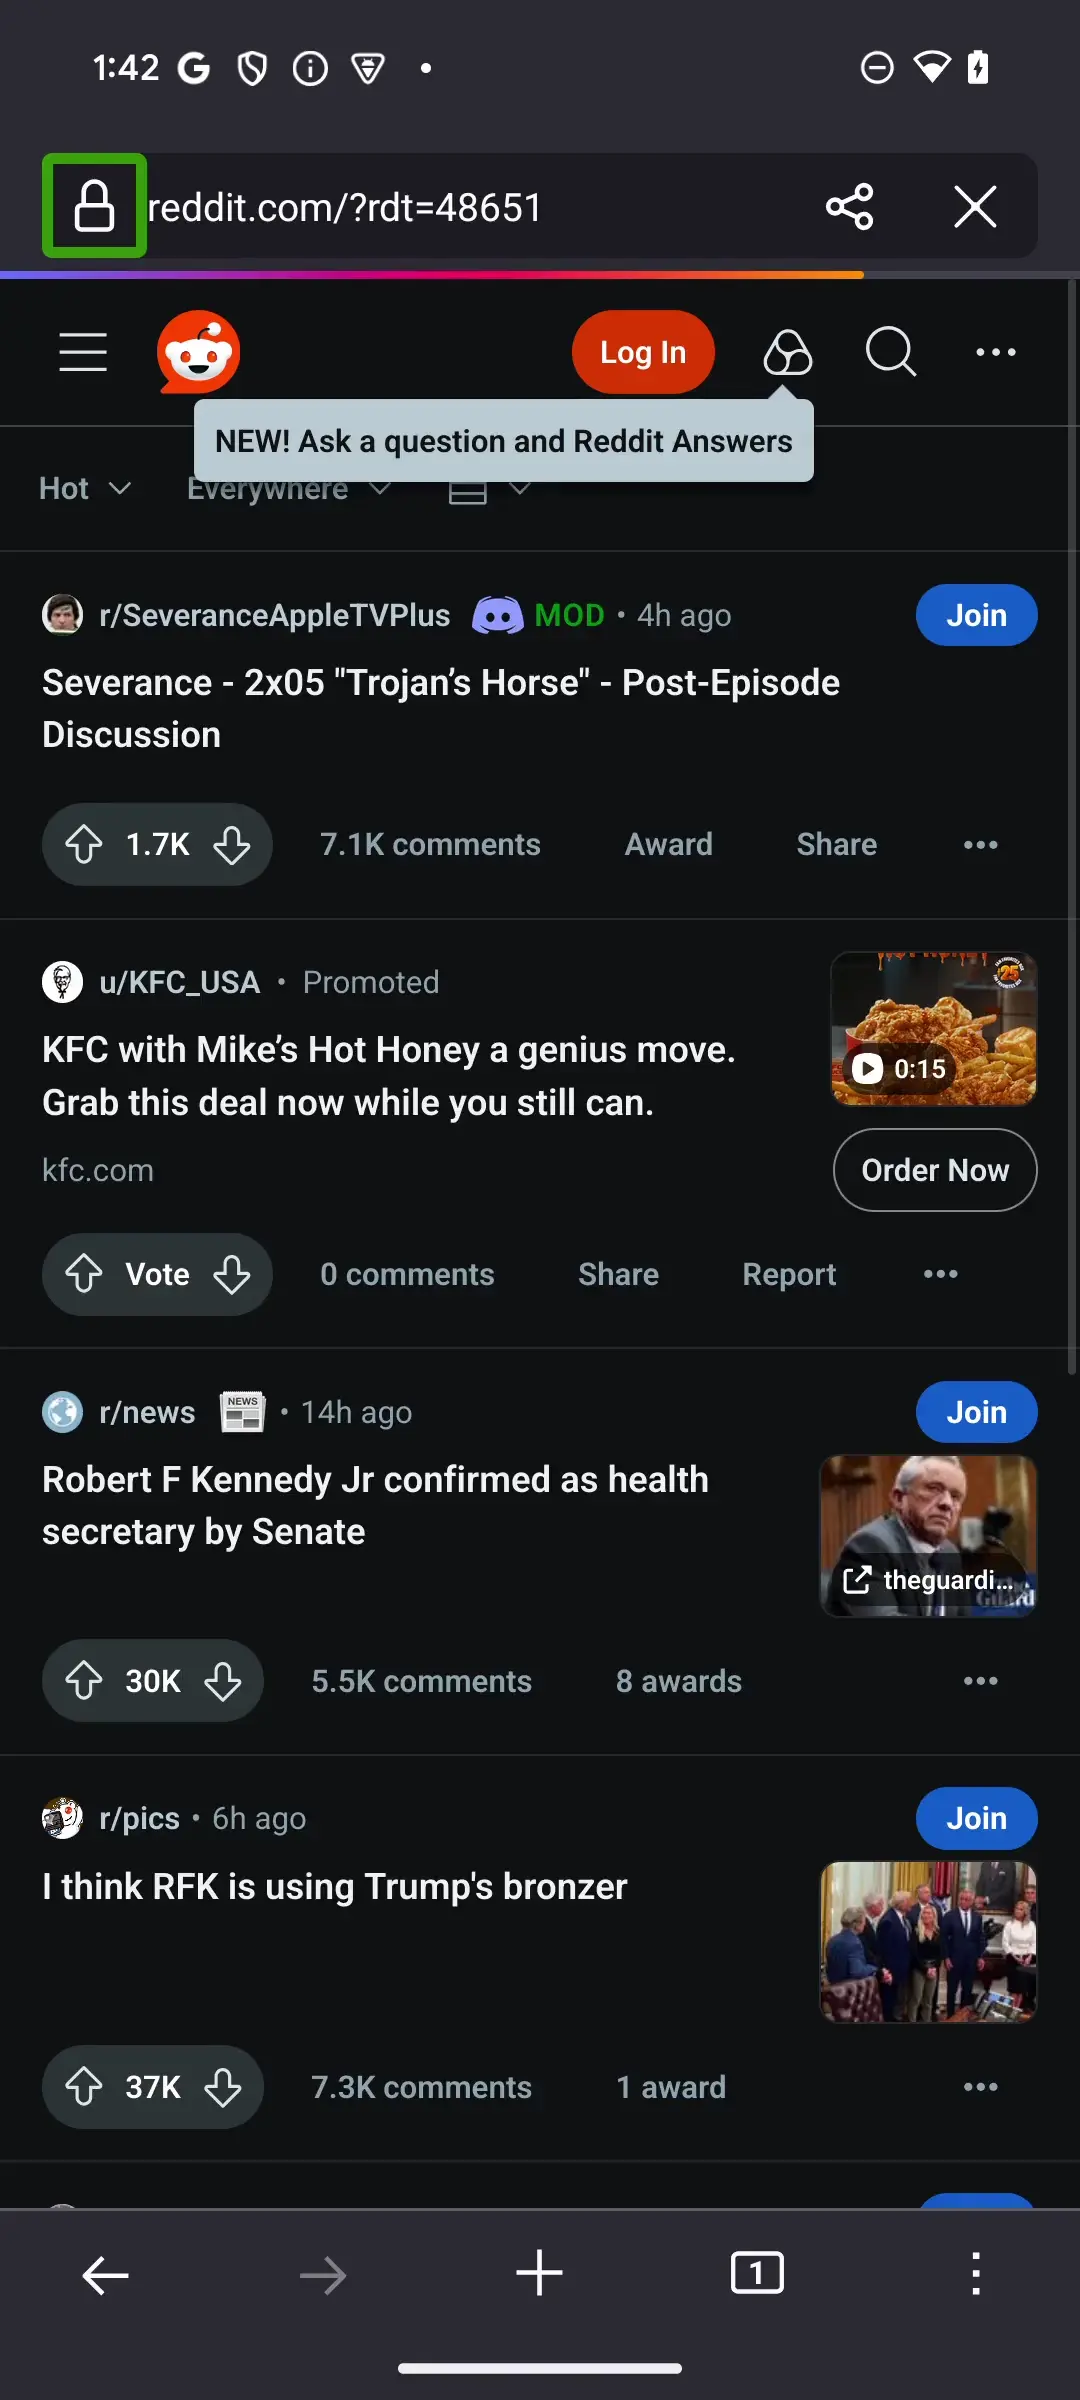 1:42
reddit.com/?rdt=48651
Log In
NEW! Ask a question and Reddit Answers
Hot
Everywhere
r/SeveranceAppleTVPlus MOD • 4h ago
Join
Severance - 2x05 "Trojan’s Horse" - Post-Episode
Discussion
1.7K
7.1K comments
Award
Share
u/KFC_USA • Promoted
KFC with Mike’s Hot Honey a genius move.
Grab this deal now while you still can.
25
0:15
kfc.com
Order Now
Vote
0 comments
Share
Report
r/news NEWS • 14h ago
Join
Robert F Kennedy Jr confirmed as health
secretary by Senate
theguardi...
30K
5.5K comments
8 awards
r/pics • 6h ago
Join
I think RFK is using Trump's bronzer
37K
7.3K comments
1 award
1